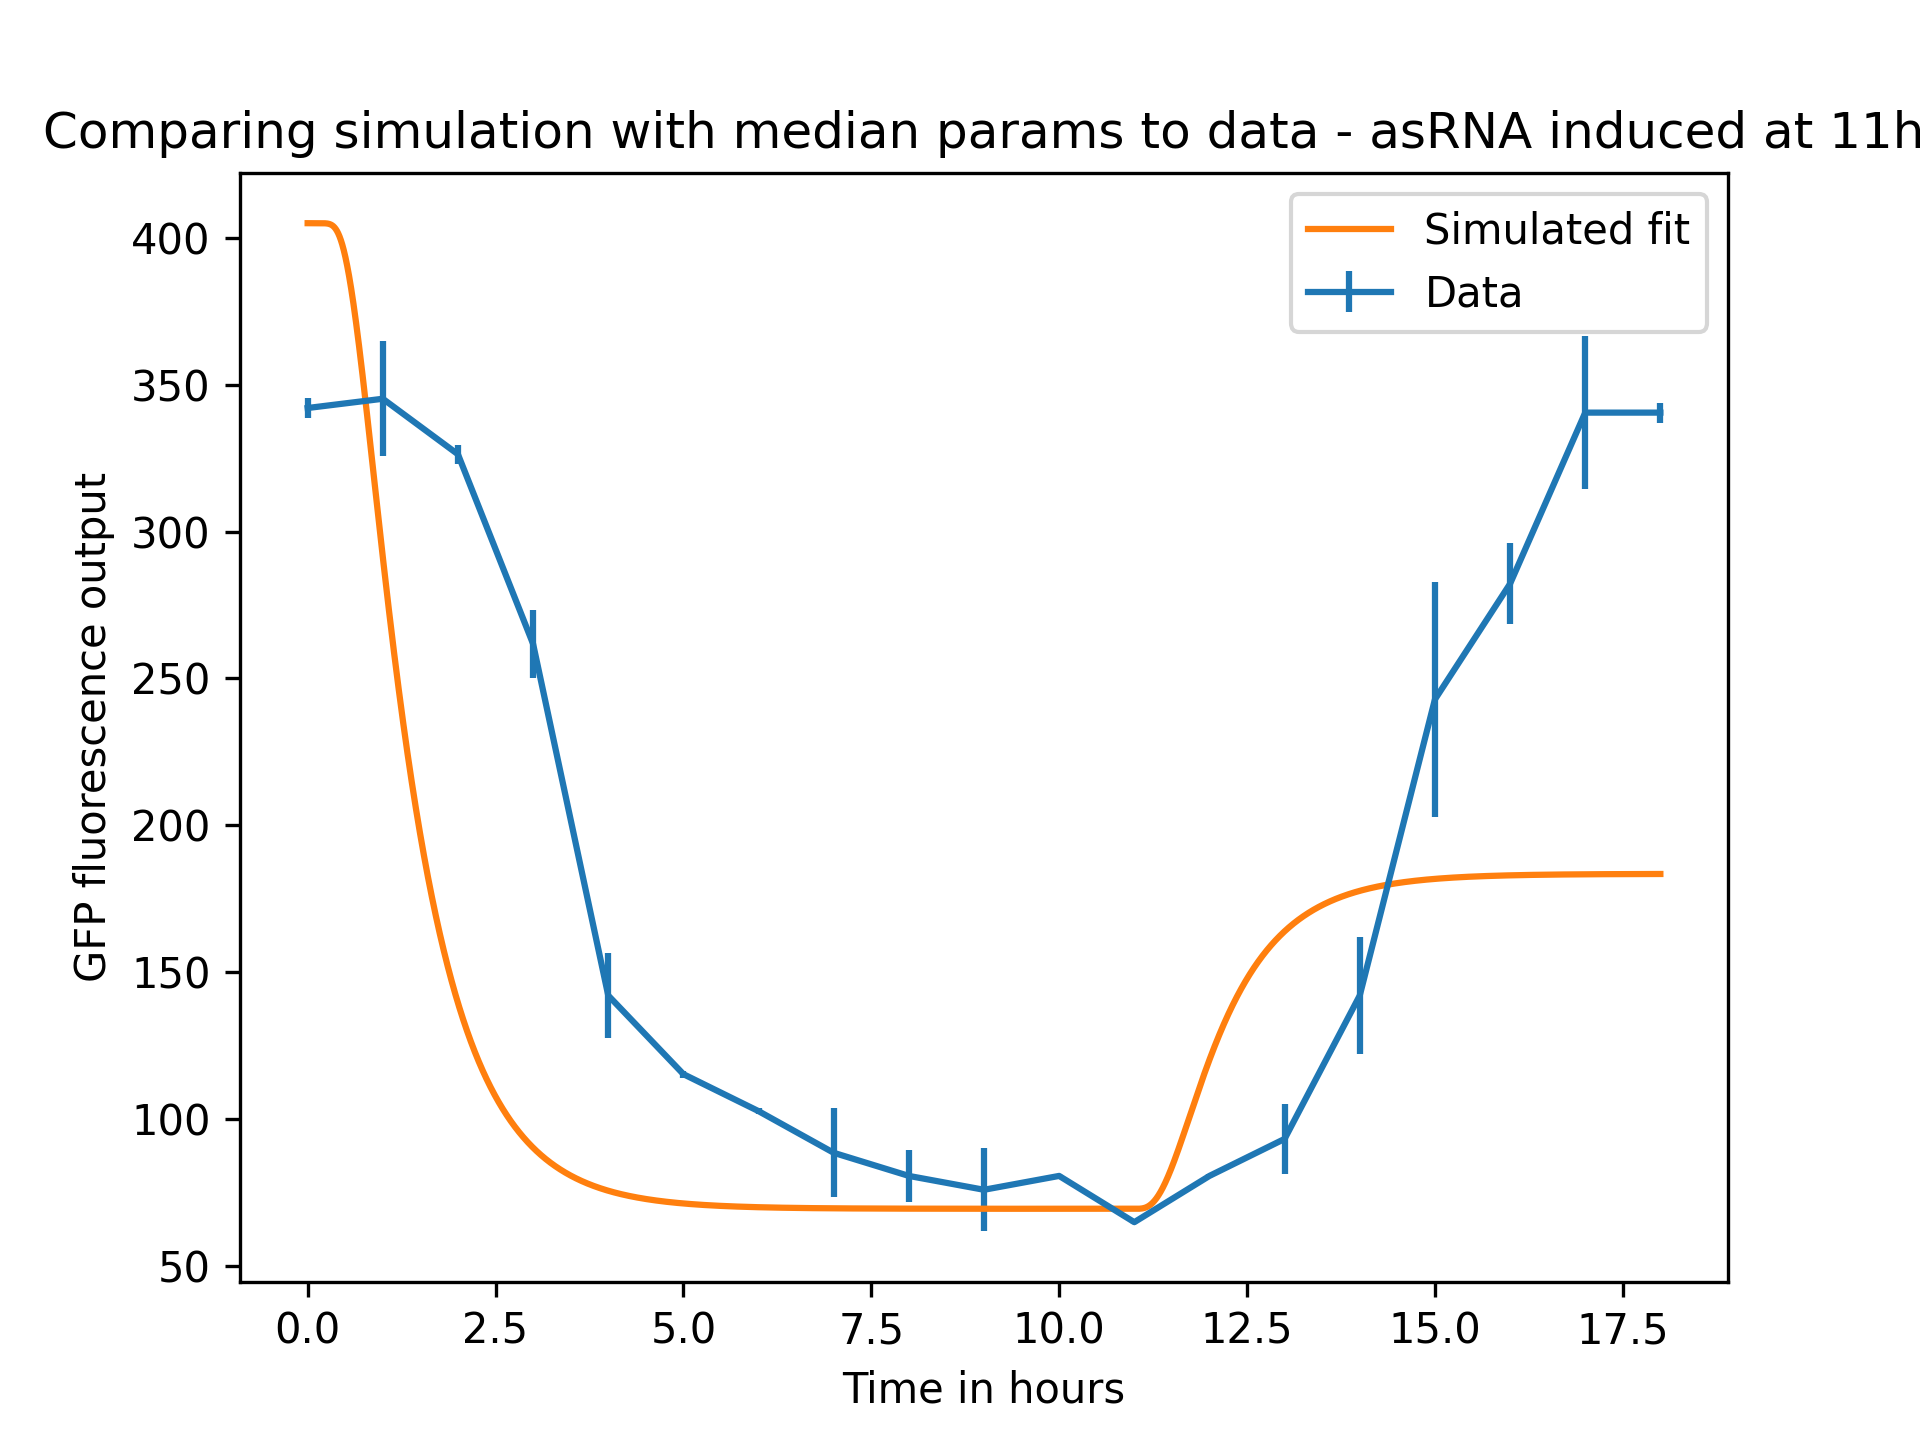 Comparing simulation with median params to data - asRNA induced at 11h
Simulated fit
Data
GFP fluorescence output
400
350
300
250
200
150
100
50
0.0 2.5 5.0 7.5 10.0 12.5 15.0 17.5
Time in hours